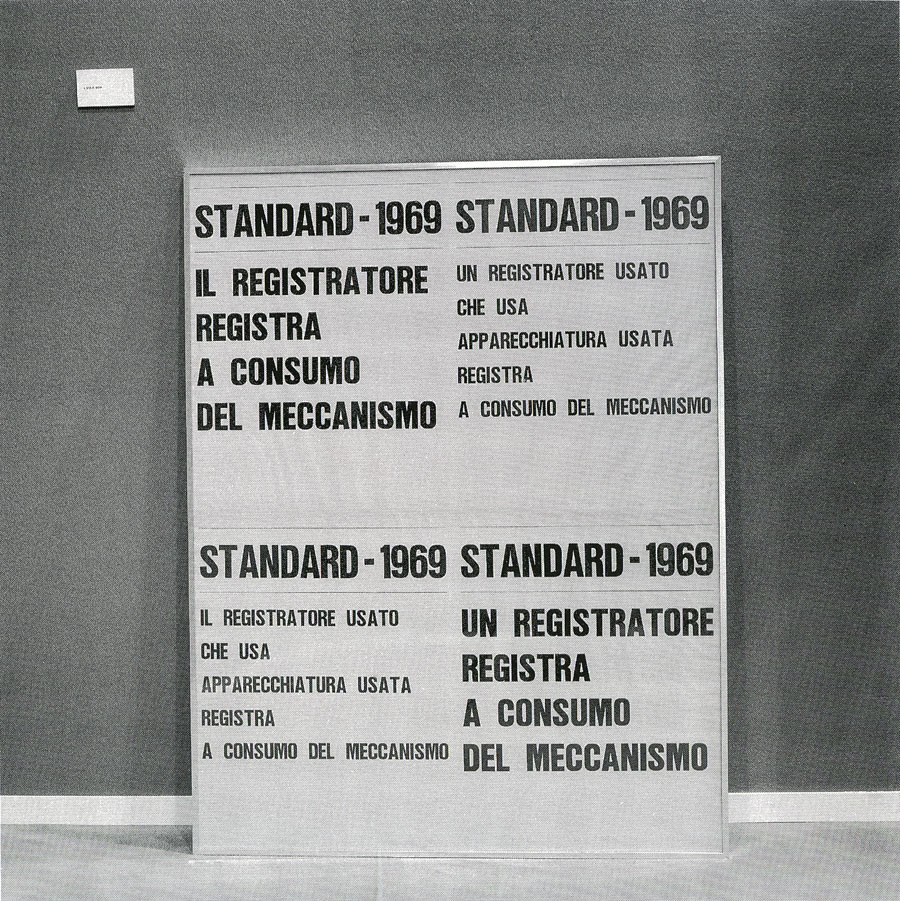 STANDARD - 1969
IL REGISTRATORE
REGISTRA
A CONSUMO
DEL MECCANISMO
STANDARD - 1969
UN REGISTRATORE USATO
CHE USA
APPARECCHIATURA USATA
REGISTRA
A CONSUMO DEL MECCANISMO
STANDARD - 1969
IL REGISTRATORE USATO
CHE USA
APPARECCHIATURA USATA
REGISTRA
A CONSUMO DEL MECCANISMO
STANDARD - 1969
UN REGISTRATORE
REGISTRA
A CONSUMO
DEL MECCANISMO